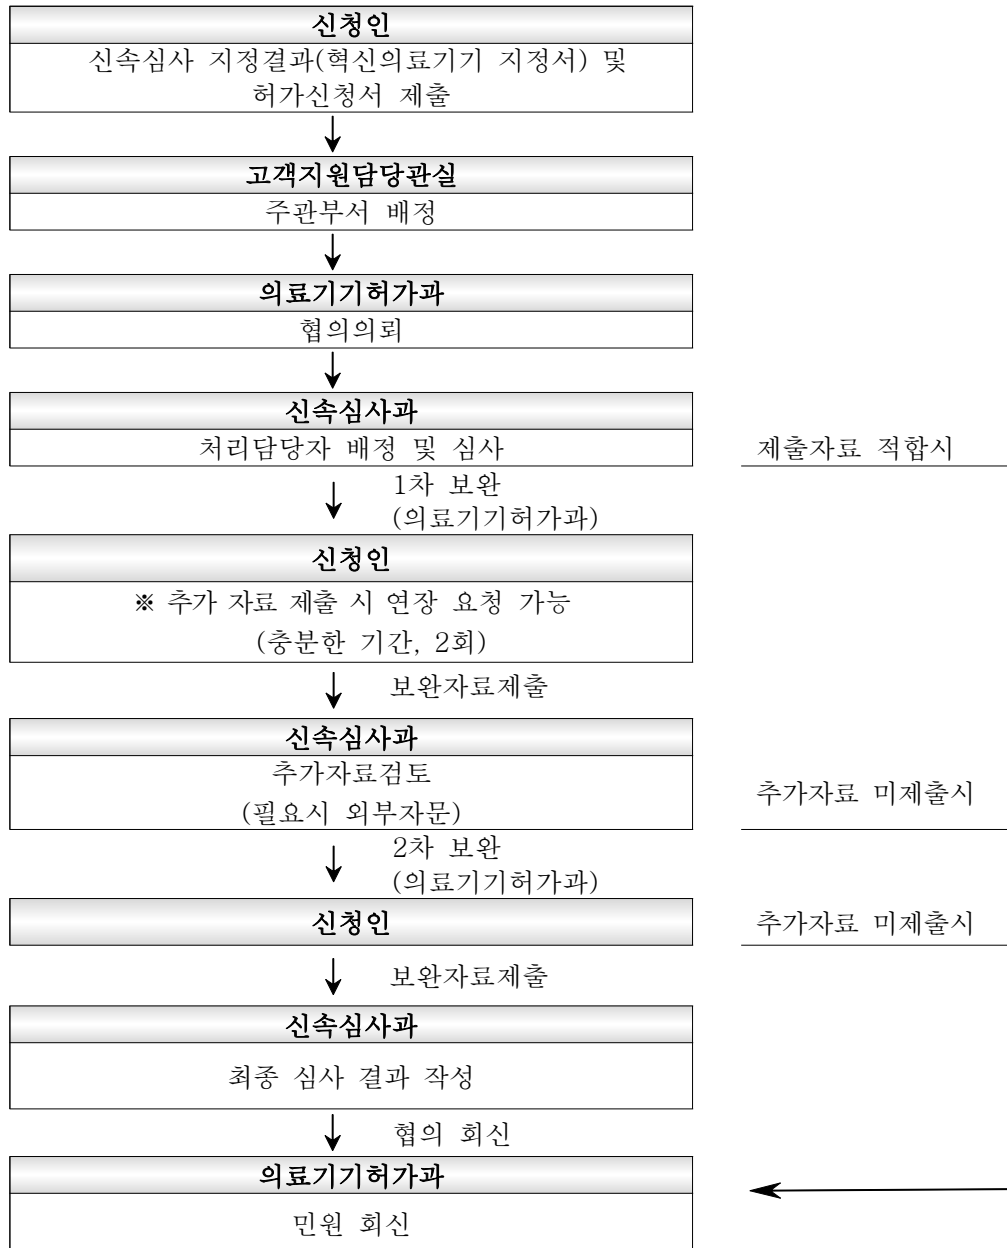 신청인
신속심사 지정결과(혁신의료기기 지정서) 및
허가신청서 제출
고객지원담당관실
주관부서 배정
의료기기허가과
협의의뢰
신속심사과
처리담당자 배정 및 심사
제출자료 적합시
1차 보완
(의료기기허가과)
신청인
※ 추가 자료 제출 시 연장 요청 가능
(충분한 기간, 2회)
보완자료제출
신속심사과
추가자료검토
(필요시 외부자문)
추가자료 미제출시
2차 보완
(의료기기허가과)
신청인
추가자료 미제출시
보완자료제출
신속심사과
최종 심사 결과 작성
협의 회신
의료기기허가과
민원 회신